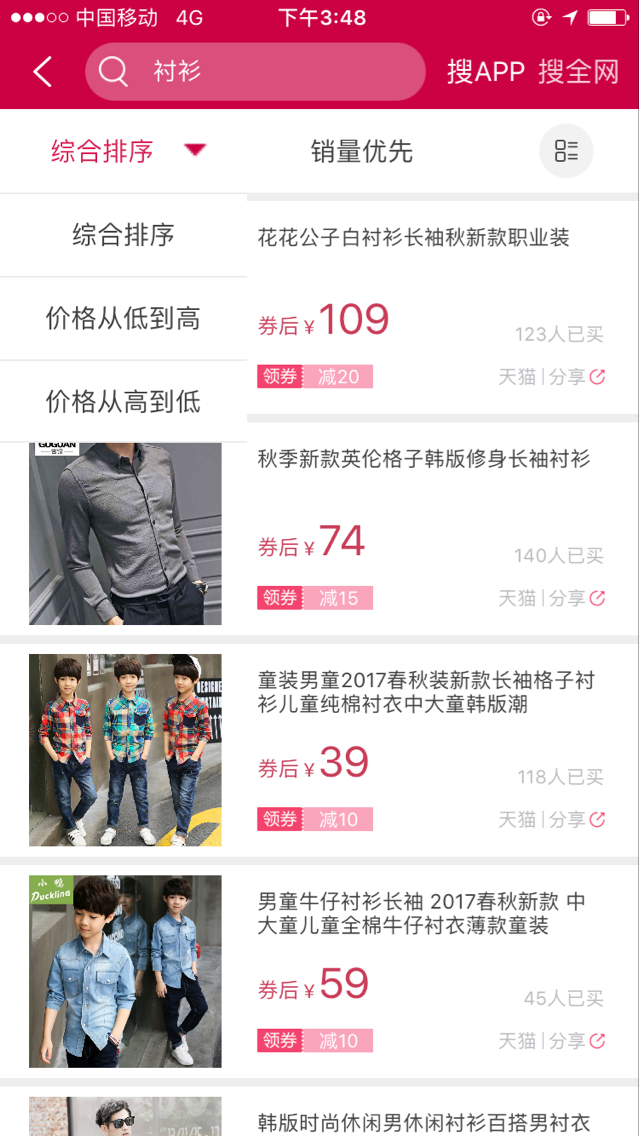 中国移动 4G 下午3:48
衬衫 搜APP 搜全网
综合排序 销量优先
综合排序
价格从低到高
价格从高到低
花花公子白衬衫长袖秋新款职业装
券后¥109
123人已买
领券 减20
天猫|分享
GUGUAN
秋季新款英伦格子韩版修身长袖衬衫
券后¥74
140人已买
领券 减15
天猫|分享
童装男童2017春秋装新款长袖格子衬
衫儿童纯棉衬衣中大童韩版潮
券后¥39
118人已买
领券 减10
天猫|分享
小鸭
Duckling
男童牛仔衬衫长袖 2017春秋新款 中
大童儿童全棉牛仔衬衣薄款童装
券后¥59
45人已买
领券 减10
天猫|分享
韩版时尚休闲男休闲衬衫百搭男衬衣